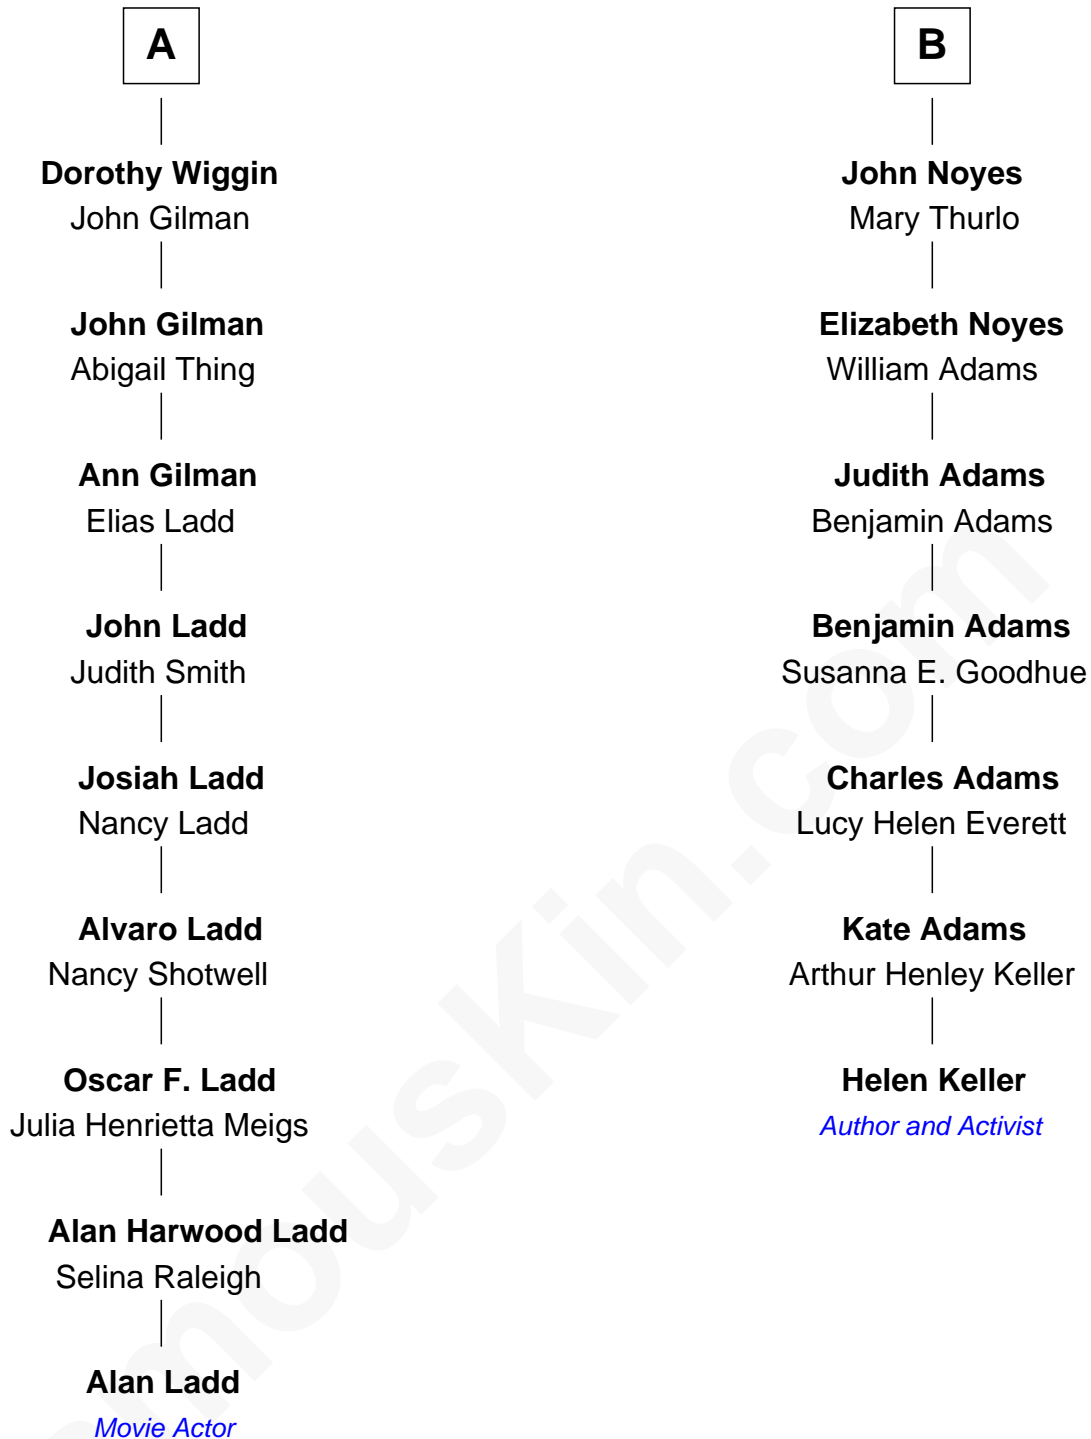 A
Dorothy Wiggin
John Gilman
John Gilman
Abigail Thing
Ann Gilman
Elias Ladd
John Ladd
Judith Smith
Josiah Ladd
Nancy Ladd
Alvaro Ladd
Nancy Shotwell
Oscar F. Ladd
Julia Henrietta Meigs
Alan Harwood Ladd
Selina Raleigh
Alan Ladd
Movie Actor
B
John Noyes
Mary Thurlo
Elizabeth Noyes
William Adams
Judith Adams
Benjamin Adams
Benjamin Adams
Susanna E. Goodhue
Charles Adams
Lucy Helen Everett
Kate Adams
Arthur Henley Keller
Helen Keller
Author and Activist
mouskin.com